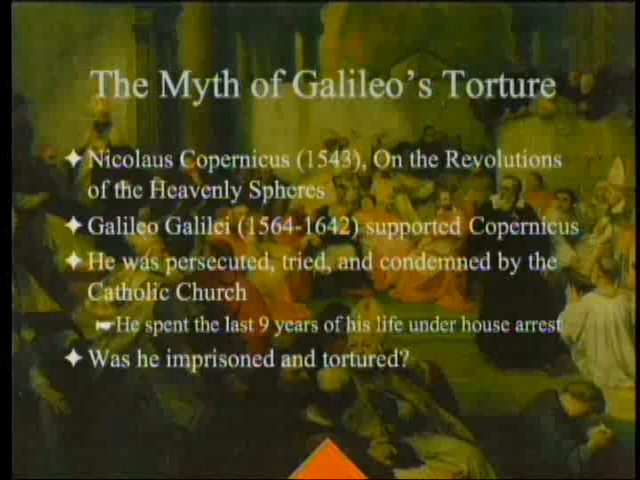 The Myth of Galileo's Torture
Nicolaus Copernicus (1543), On the Revolutions
of the Heavenly Spheres
Galileo Galilei (1564-1642) supported Copernicus
He was persecuted, tried, and condemned by the
Catholic Church
He spent the last 9 years of his life under house arrest
Was he imprisoned and tortured?